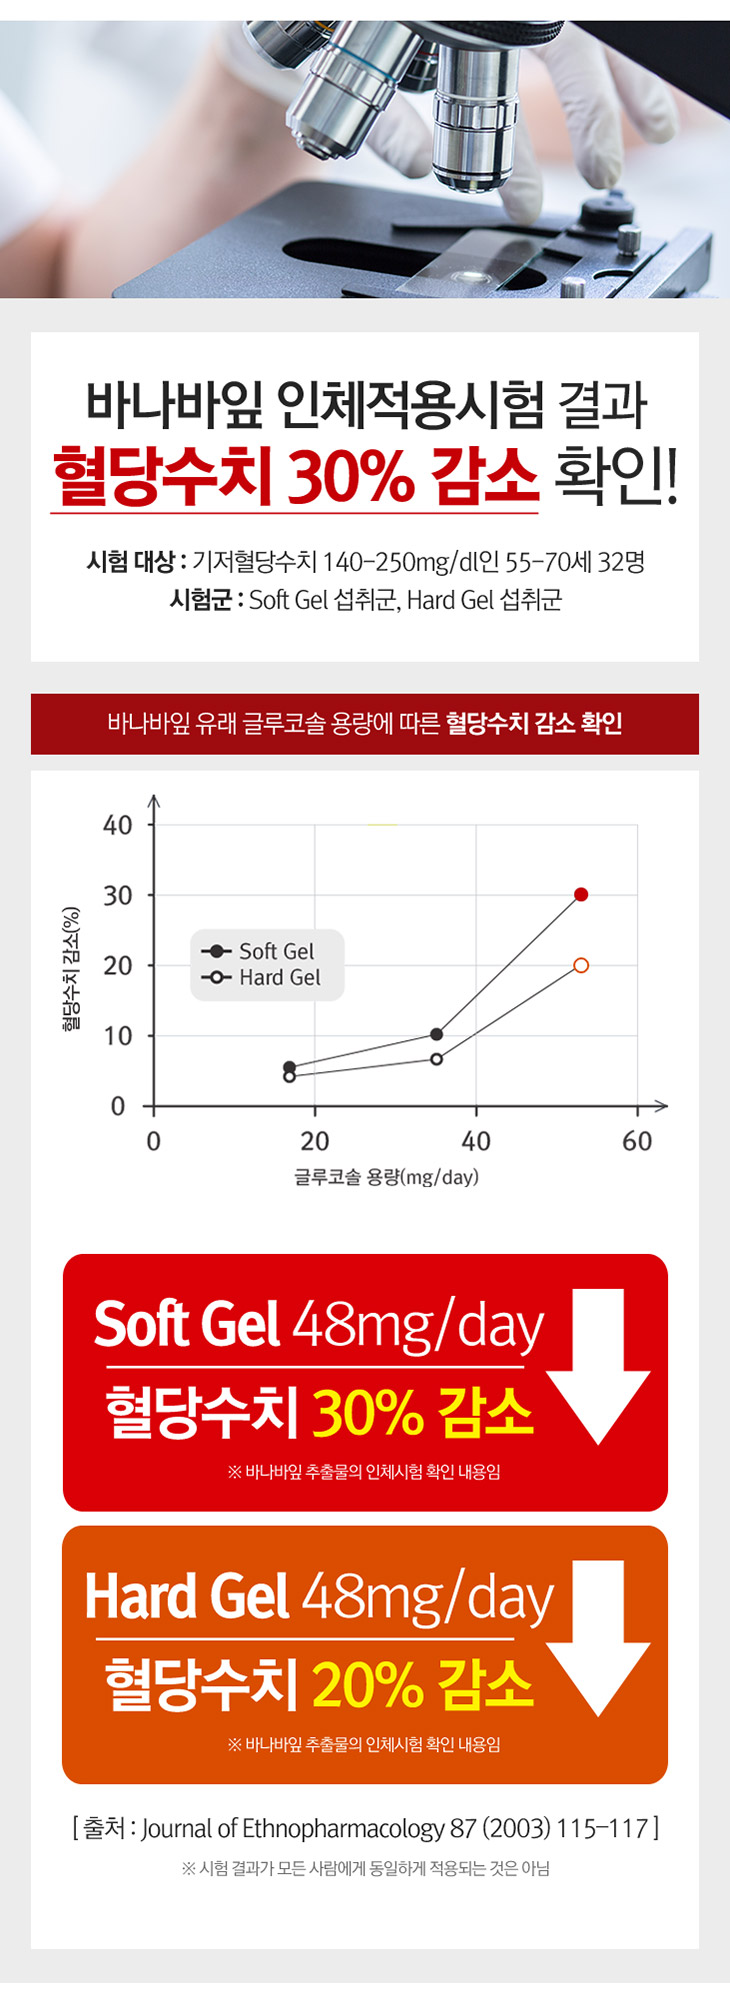 바나바잎 인체적용시험 결과
혈당수치 30% 감소 확인!
시험 대상 : 기저혈당수치 140-250mg/dl인 55-70세 32명
시험군 : Soft Gel 섭취군, Hard Gel 섭취군
바나바잎 유래 글루코솔 용량에 따른 혈당수치 감소 확인
혈당수치 감소(%)
40
30
20
10
0
Soft Gel
Hard Gel
0 20 40 60
글루코솔 용량(mg/day)
Soft Gel 48mg/day
혈당수치 30% 감소
※ 바나바잎 추출물의 인체시험 확인 내용임
Hard Gel 48mg/day
혈당수치 20% 감소
※ 바나바잎 추출물의 인체시험 확인 내용임
[ 출처 : Journal of Ethnopharmacology 87 (2003) 115-117 ]
※ 시험 결과가 모든 사람에게 동일하게 적용되는 것은 아님